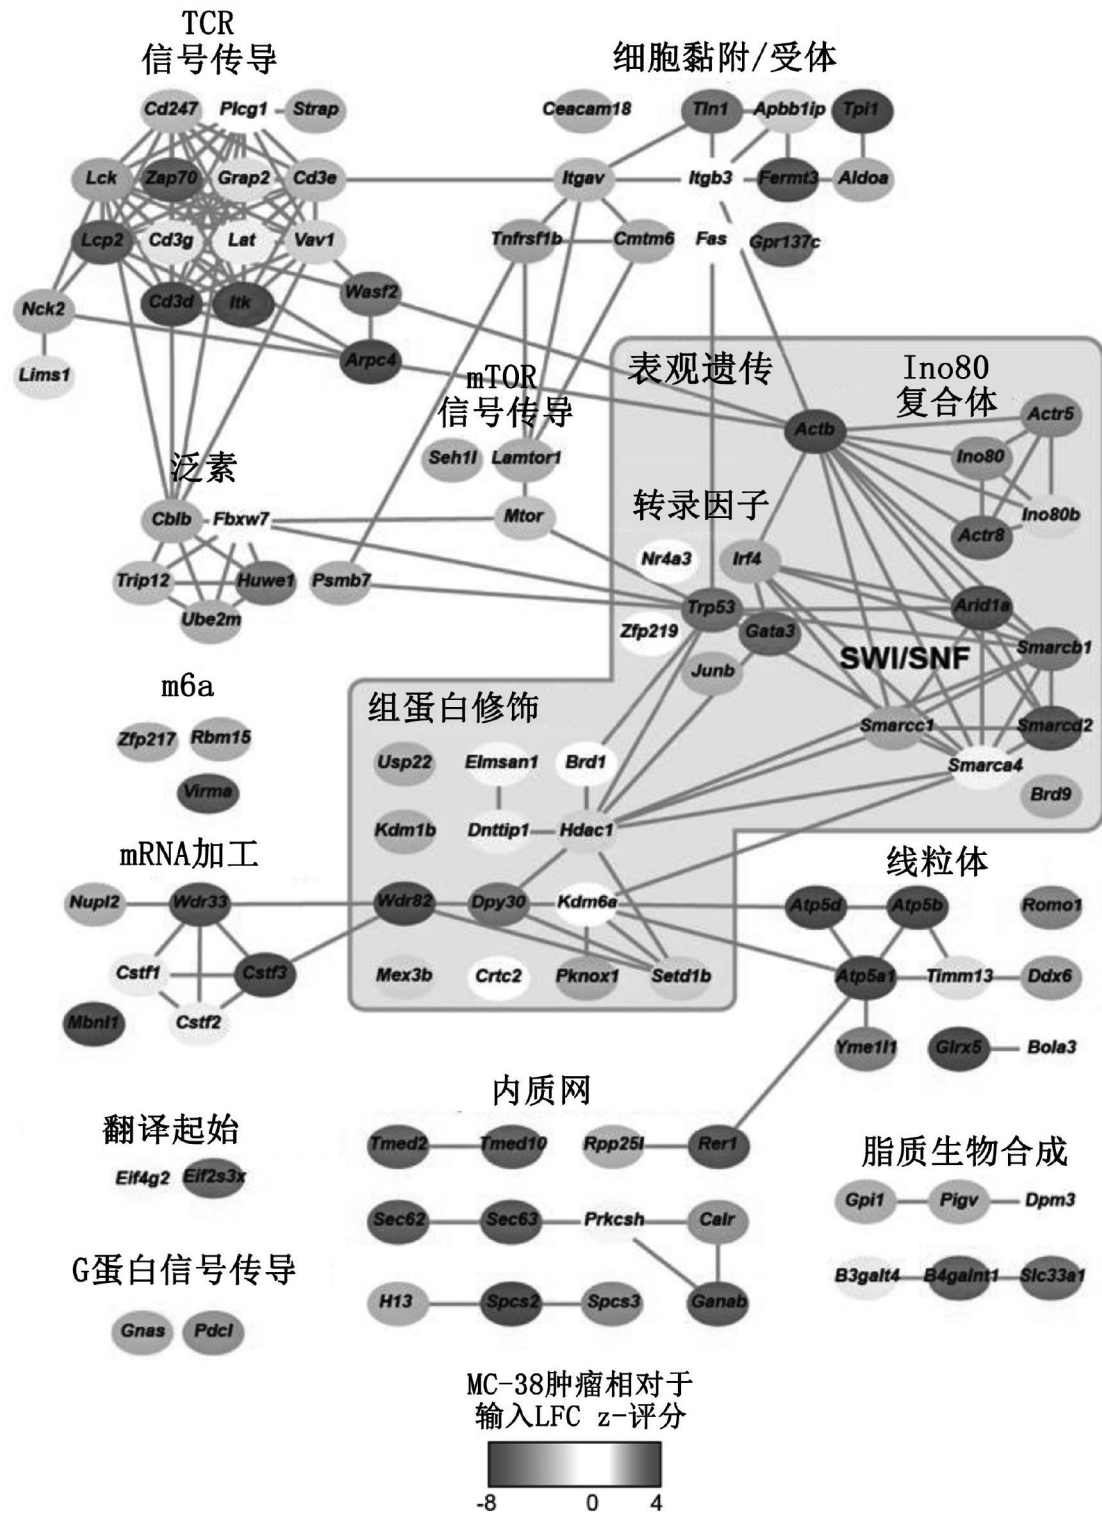 TCR
信号传导
Cd247
Plcg1
Strap
Lck
Zap70
Grap2
Cd3e
Lcp2
Cd3g
Lat
Vav1
Nck2
Cd3d
Itk
Wasf2
Lims1
Arpc4
细胞黏附/受体
Ceacam18
Tln1
Apbb1ip
Tpi1
Itgav
Itgb3
Fermt3
Aldoa
Tnfrsf1b
Cmtm6
Fas
Gpr137c
mTOR
信号传导
Seh1l
Lamtor1
Mtor
泛素
Cblb
Fbxw7
Trip12
Huwe1
Psmb7
Ube2m
表观遗传
Ino80
复合体
Actb
Actr5
Ino80
Ino80b
Actr8
转录因子
Nr4a3
Irf4
Trp53
Zfp219
Gata3
Junb
Arid1a
Smarcb1
SWI/SNF
Smarcc1
Smarcd2
Smarca4
Brd9
m6a
Zfp217
Rbm15
Virma
组蛋白修饰
Usp22
Elmsan1
Brd1
Kdm1b
Dnttip1
Hdac1
Wdr82
Dpy30
Kdm6a
Mex3b
Crtc2
Pknox1
Setd1b
mRNA加工
Nupl2
Wdr33
Cstf1
Cstf3
Mbnl1
Cstf2
线粒体
Atp5d
Atp5b
Romo1
Atp5a1
Timm13
Ddx6
Yme1l1
Glrx5
Bola3
翻译起始
Eif4g2
Eif2s3x
内质网
Tmed2
Tmed10
Rpp25l
Rer1
Sec62
Sec63
Prkcsh
Calr
H13
Spcs2
Spcs3
Ganab
脂质生物合成
Gpi1
Pigv
Dpm3
B3galt4
B4galnt1
Slc33a1
G蛋白信号传导
Gnas
Pdcl
MC-38肿瘤相对于
输入LFC z-评分
-8
0
4